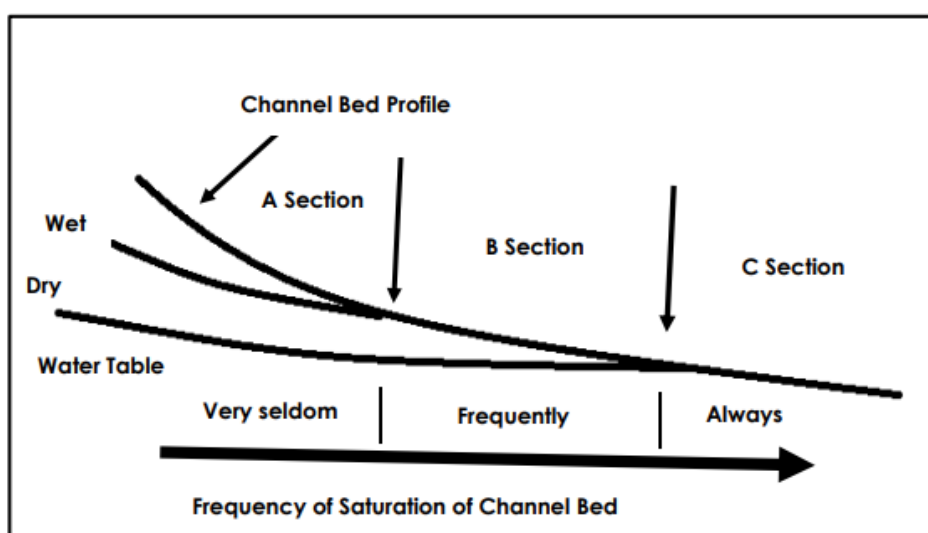 Channel Bed Profile
A Section
Wet
B Section
C Section
Dry
Water Table
Very seldom
Frequently
Always
Frequency of Saturation of Channel Bed